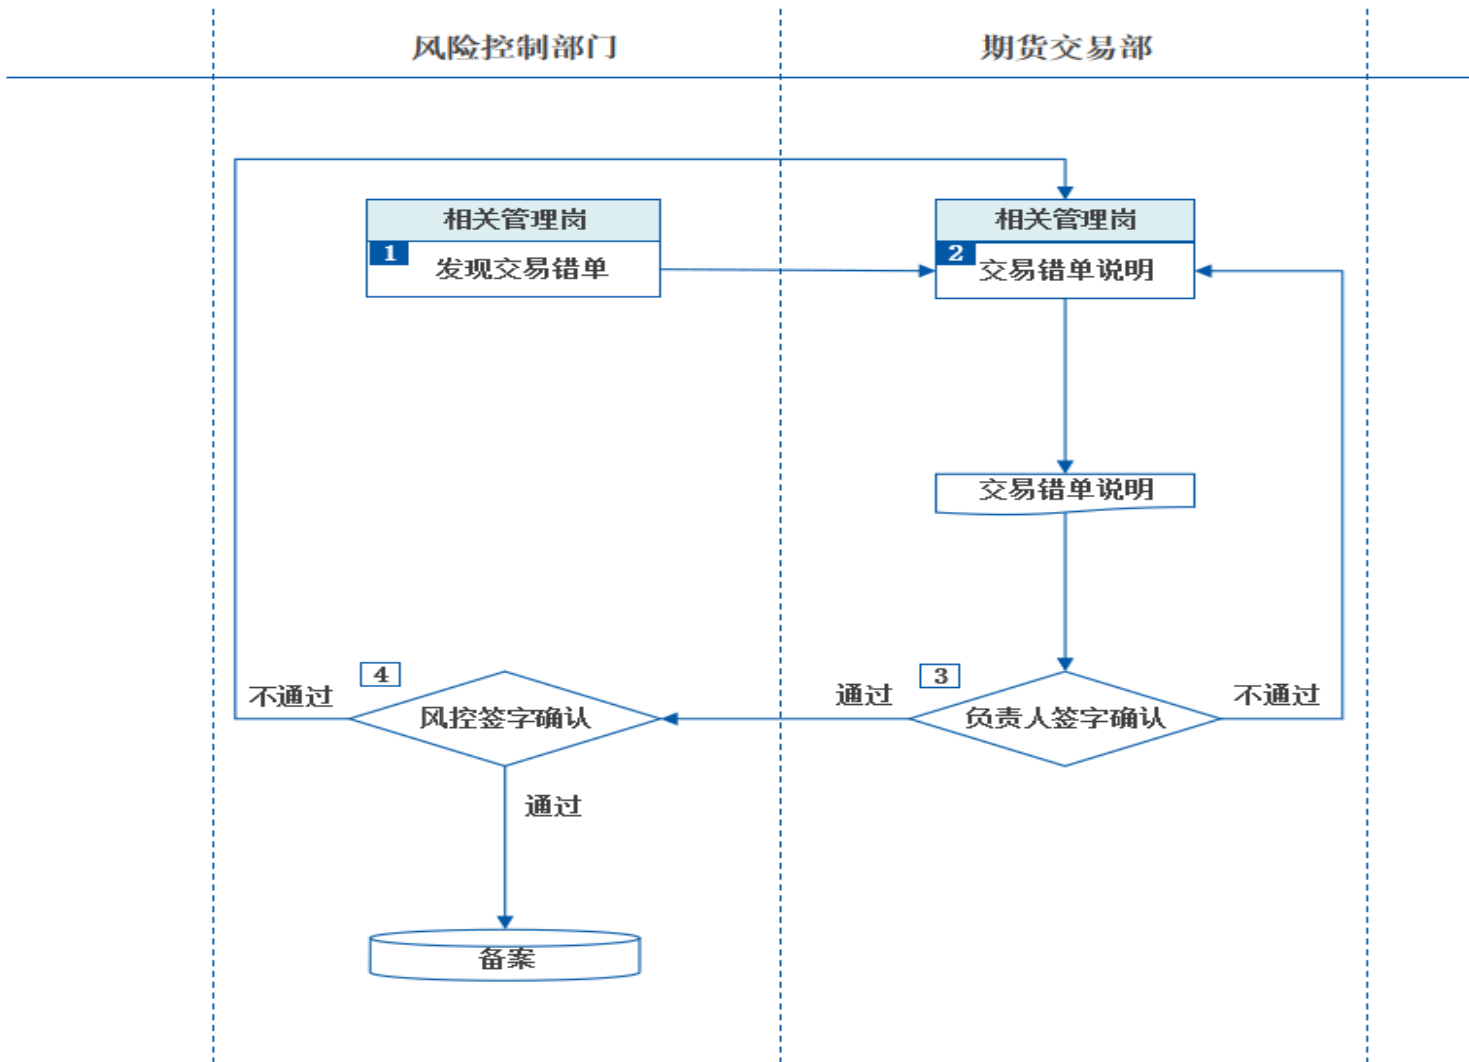 风险控制部门
期货交易部
相关管理岗
1
发现交易错单
相关管理岗
2
交易错单说明
交易错单说明
不通过
4
风控签字确认
通过
3
负责人签字确认
不通过
通过
备案